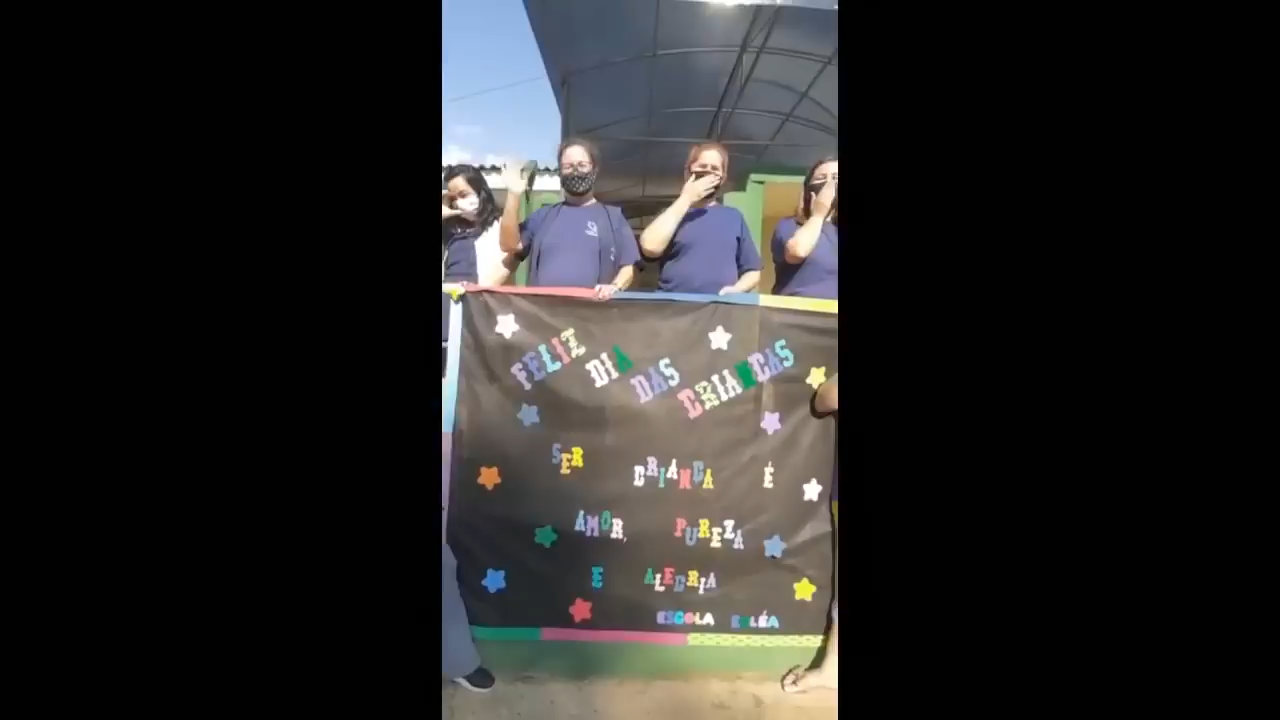 FELIZ DIA DAS CRIANÇAS
SER CRIANÇA É
AMOR, PUREZA
E ALEGRIA
ESCOLA